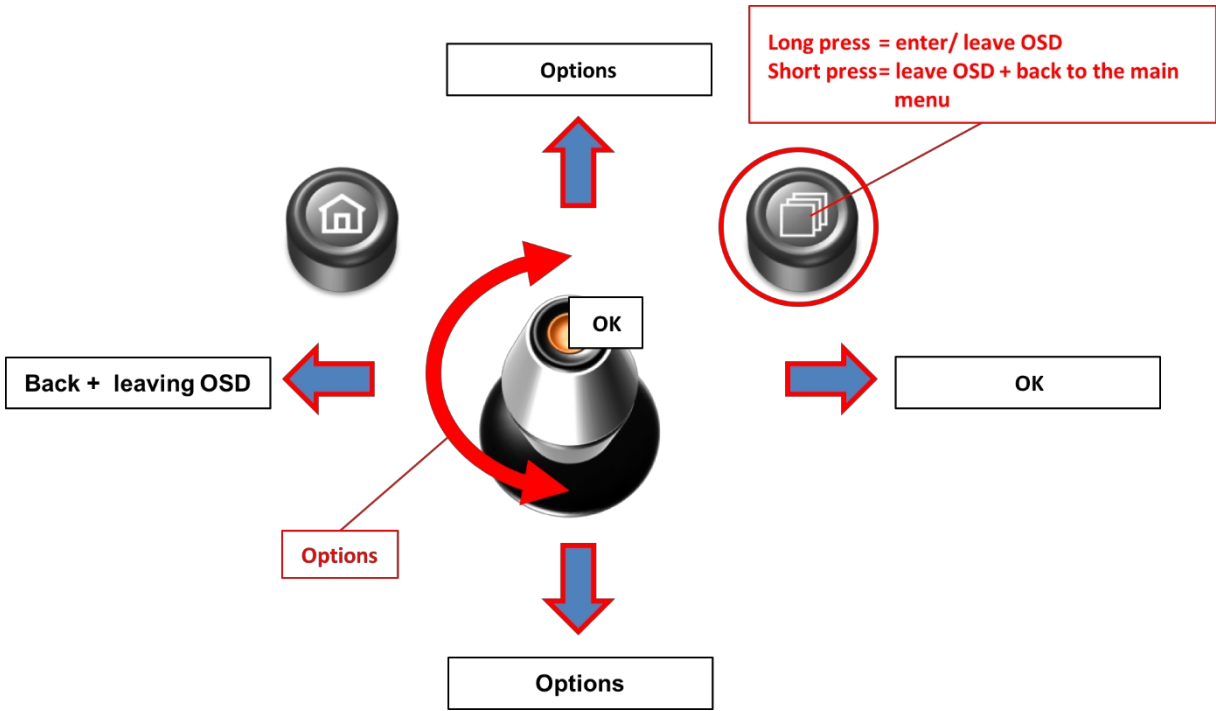 Options
Long press = enter/ leave OSD
Short press= leave OSD + back to the main
menu
OK
Back + leaving OSD
OK
Options
Options